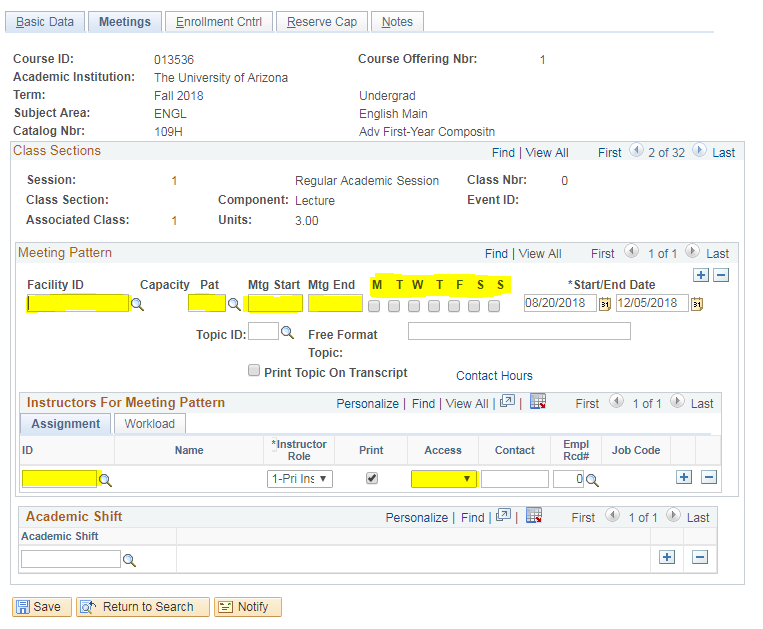 Basic Data Meetings Enrollment Cntrl Reserve Cap Notes
Course ID: 013536 Course Offering Nbr: 1
Academic Institution: The University of Arizona
Term: Fall 2018 Undergrad
Subject Area: ENGL English Main
Catalog Nbr: 109H Adv First-Year Compositn
Class Sections Find | View All First 2 of 32 Last
Session: 1 Regular Academic Session Class Nbr: 0
Class Section: Component: Lecture Event ID:
Associated Class: 1 Units: 3.00
Meeting Pattern Find | View All First 1 of 1 Last
Facility ID Capacity Pat Mtg Start Mtg End M T W T F S S *Start/End Date
08/20/2018 31 12/05/2018 31
Topic ID: Free Format
Topic:
Print Topic On Transcript Contact Hours
Instructors For Meeting Pattern Personalize | Find | View All | | First 1 of 1 Last
Assignment Workload
ID Name *Instructor Role Print Access Contact Empl Rcd# Job Code
1-Pri Ins 0
Academic Shift Personalize | Find | | First 1 of 1 Last
Academic Shift
Save Return to Search Notify